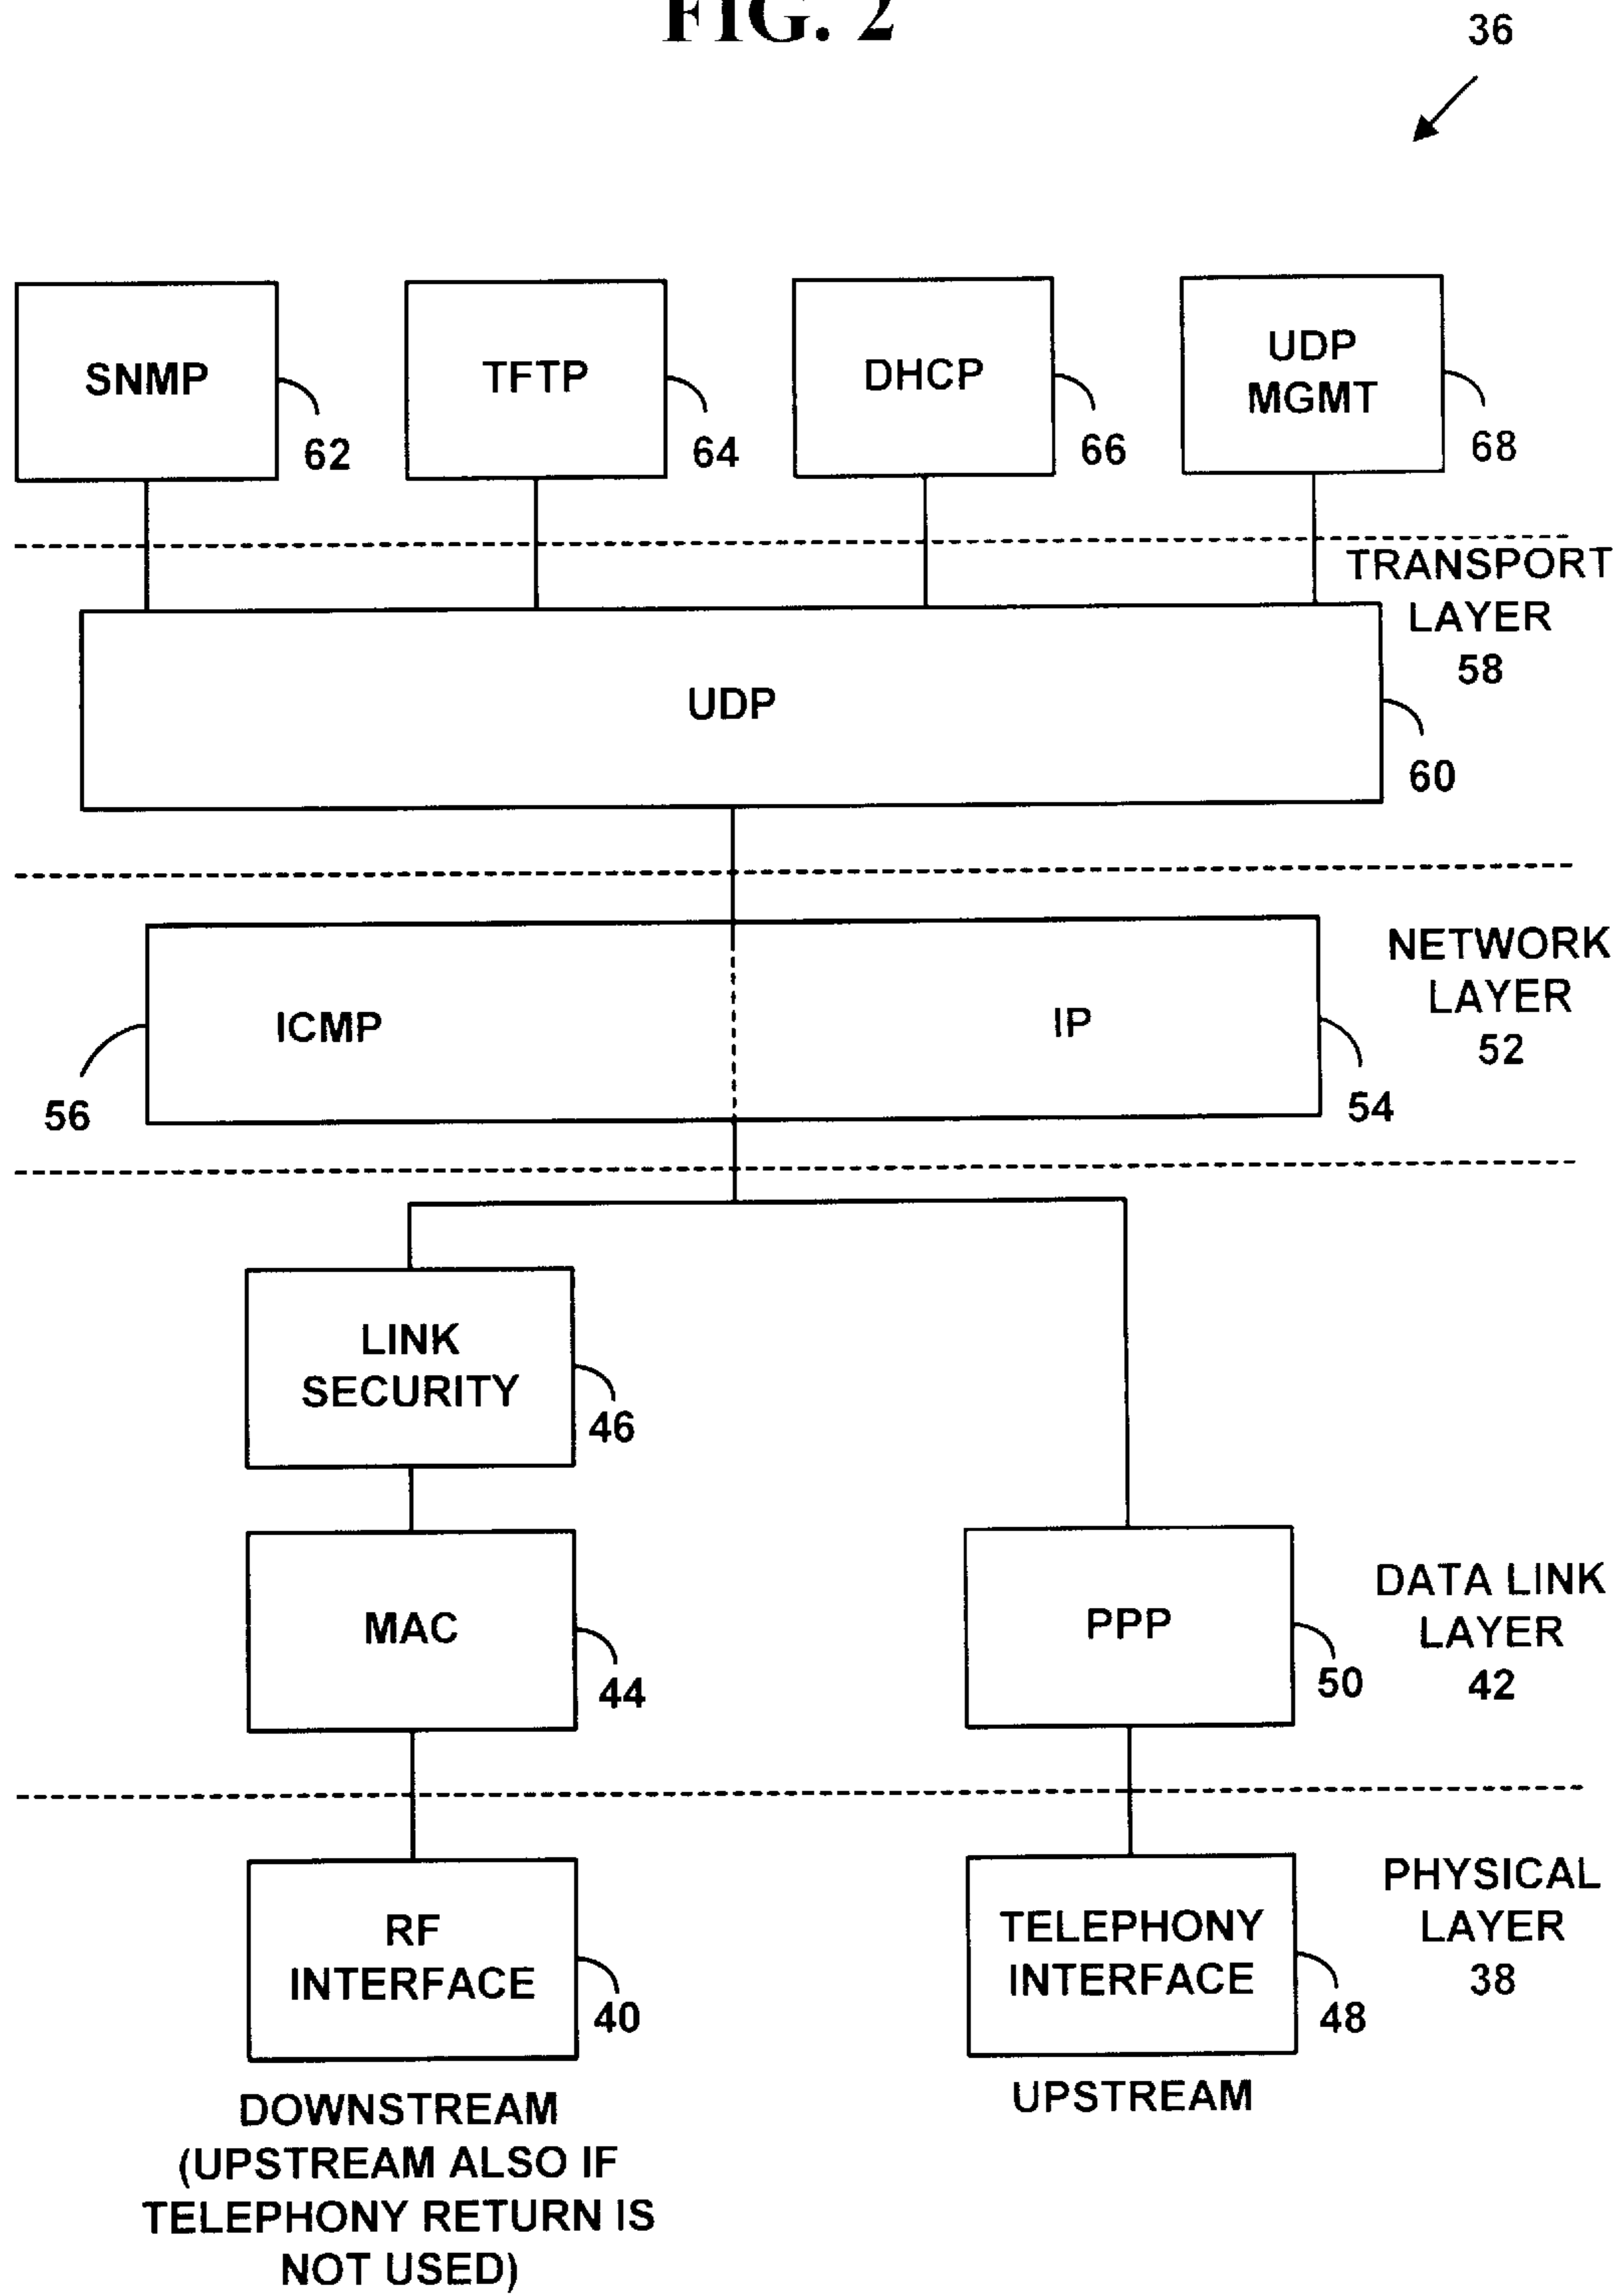 FIG. 2
36
SNMP
62
TFTP
64
DHCP
66
UDP
MGMT
68
TRANSPORT
LAYER
58
UDP
60
NETWORK
LAYER
52
ICMP
56
IP
54
LINK
SECURITY
46
MAC
44
PPP
50
DATA LINK
LAYER
42
RF
INTERFACE
40
TELEPHONY
INTERFACE
48
PHYSICAL
LAYER
38
DOWNSTREAM
(UPSTREAM ALSO IF
TELEPHONY RETURN IS
NOT USED)
UPSTREAM